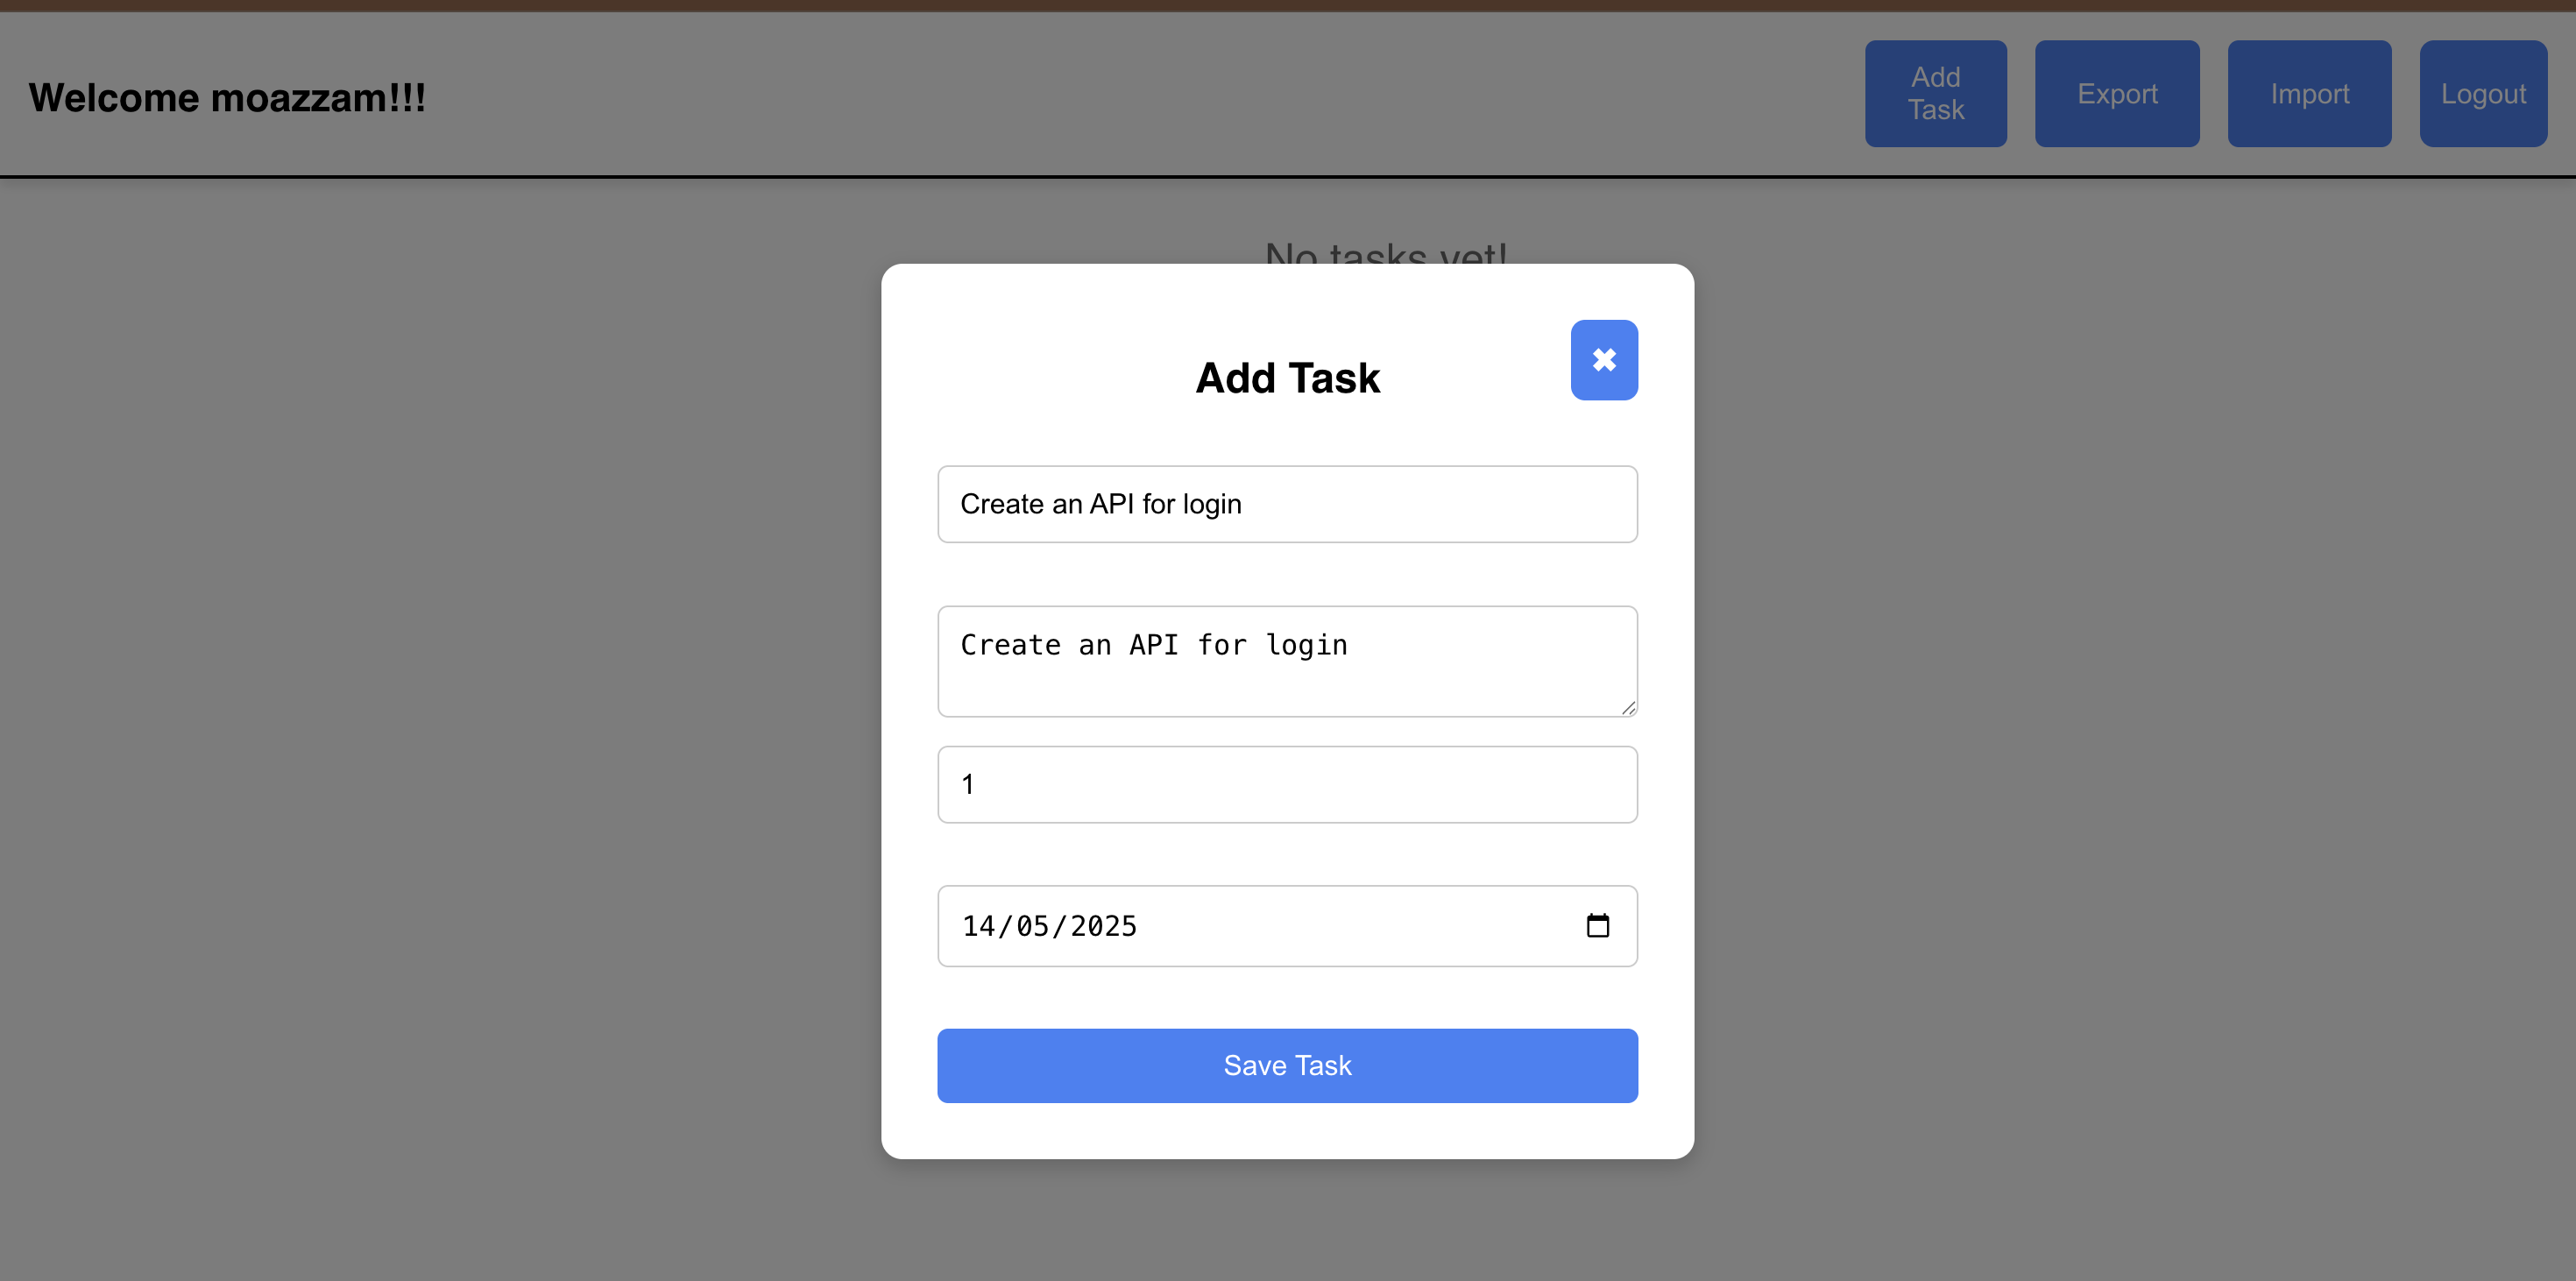 Welcome moazzam!!!
Add
Task
Export
Import
Logout
No tasks yet!
Add Task
✖
Create an API for login
Create an API for login
1
14/05/2025
Save Task